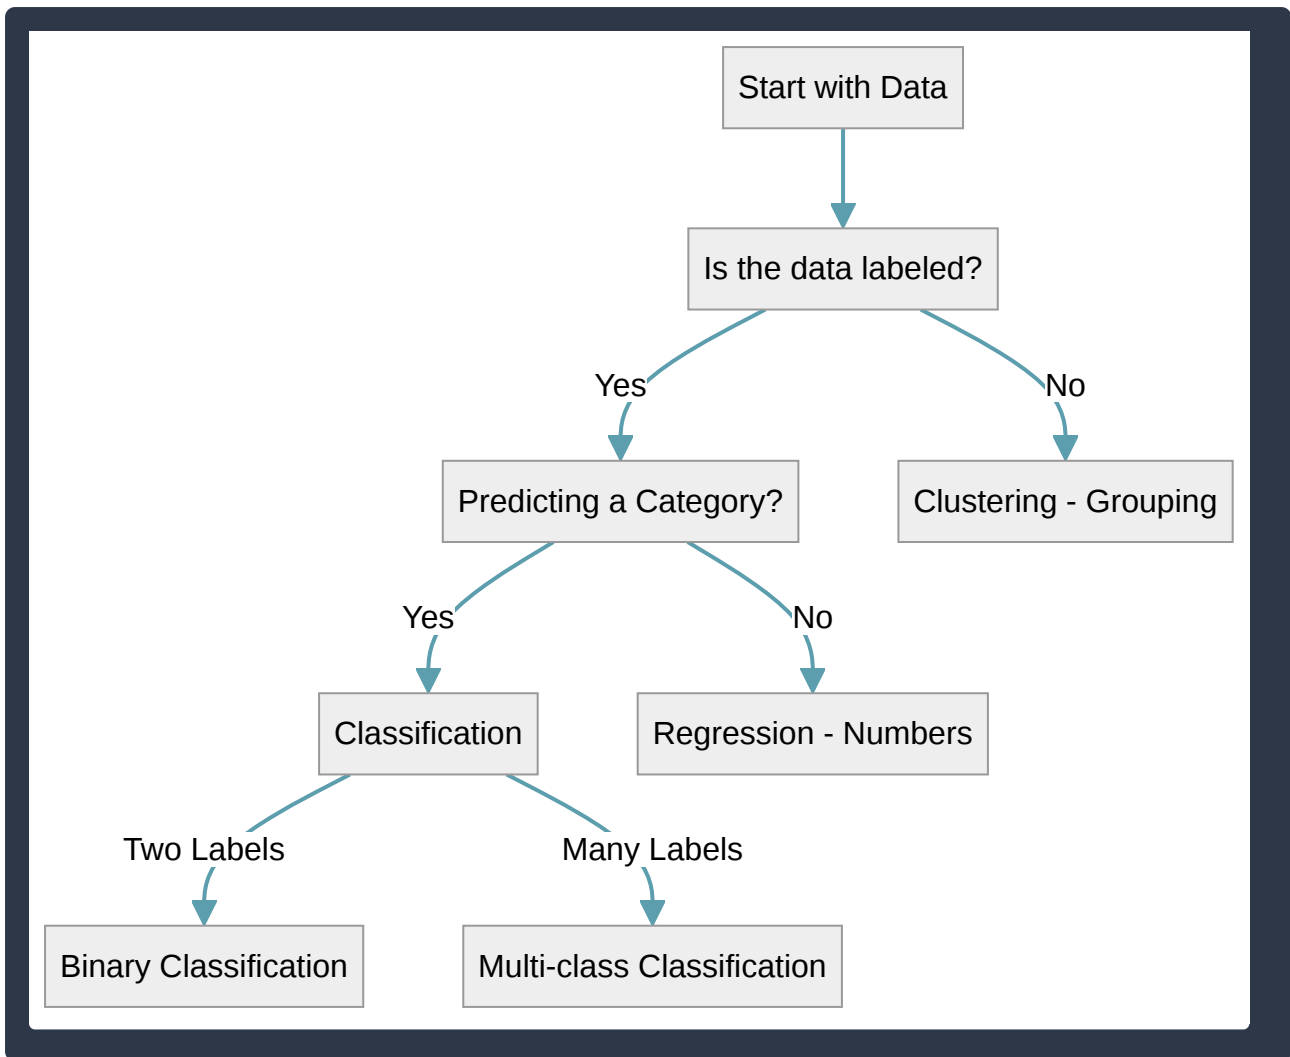 Start with Data
Is the data labeled?
Yes
No
Predicting a Category?
Clustering - Grouping
Yes
No
Classification
Regression - Numbers
Two Labels
Many Labels
Binary Classification
Multi-class Classification